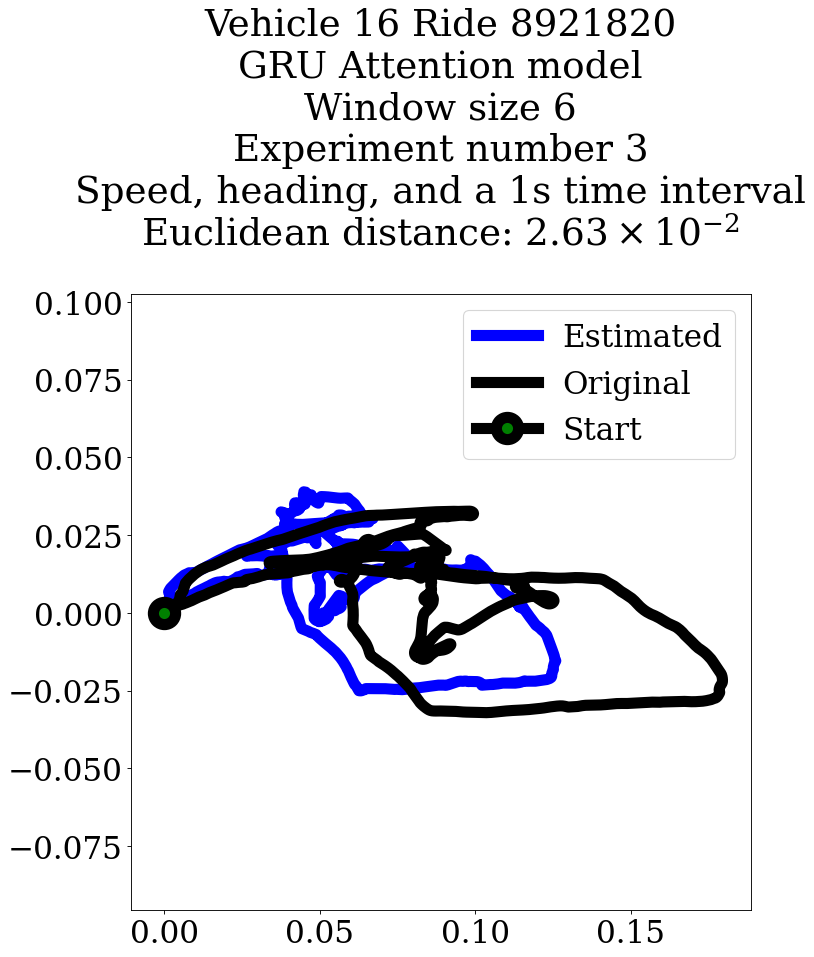 Vehicle 16 Ride 8921820
GRU Attention model
Window size 6
Experiment number 3
Speed, heading, and a 1s time interval
Euclidean distance: 2.63 × 10⁻²
0.100
0.075
0.050
0.025
0.000
−0.025
−0.050
−0.075
Estimated
Original
Start
0.00 0.05 0.10 0.15